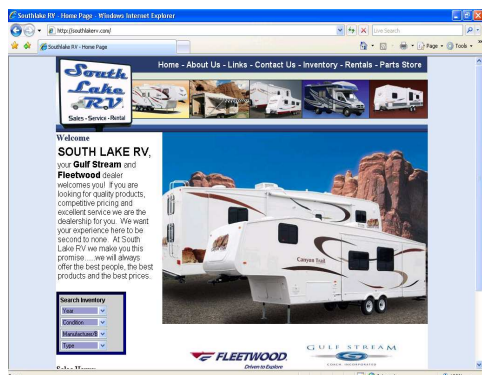 Southlake RV - Home Page - Windows Internet Explorer
http://southlakerv.com/
Live Search
Southlake RV - Home Page
Page
Tools
Home - About Us - Links - Contact Us - Inventory - Rentals - Parts Store
South
Lake
RV
Sales - Service - Rental
Welcome
SOUTH LAKE RV,
your Gulf Stream and
Fleetwood dealer
welcomes you! If you are
looking for quality products,
competitive pricing and
excellent service we are the
dealership for you. We want
your experience here to be
second to none. At South
Lake RV we make you this
promise.....we will always
offer the best people, the best
products and the best prices.
Canyon Trail
Search Inventory
Year
Condition
Manufacture/B
Type
FLEETWOOD
Driven to Explore
GULF STREAM
COACH INCORPORATED